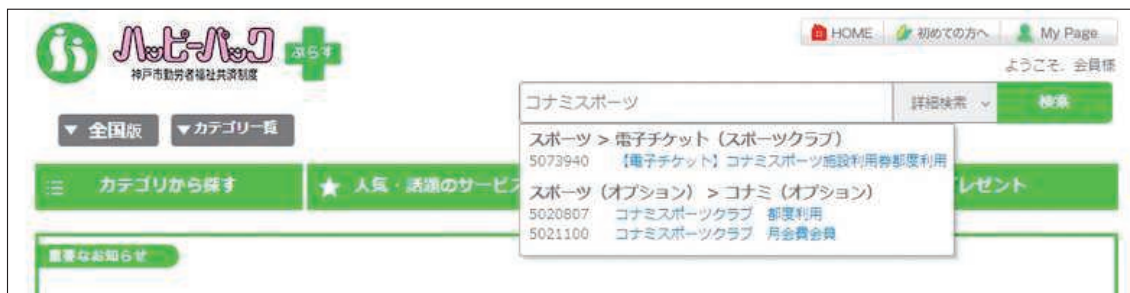 ハッピーパック
ぷらす
神戸市勤労者福祉共済制度
HOME
初めての方へ
My Page
ようこそ、会員様
コナミスポーツ
詳細検索
検索
▼ 全国版
▼カテゴリ一覧
スポーツ > 電子チケット（スポーツクラブ）
5073940 【電子チケット】コナミスポーツ施設利用券都度利用
スポーツ（オプション） > コナミ（オプション）
5020807 コナミスポーツクラブ 都度利用
5021100 コナミスポーツクラブ 月会費会員
カテゴリから探す
★ 人気・話題のサービス
レゼント
重要なお知らせ